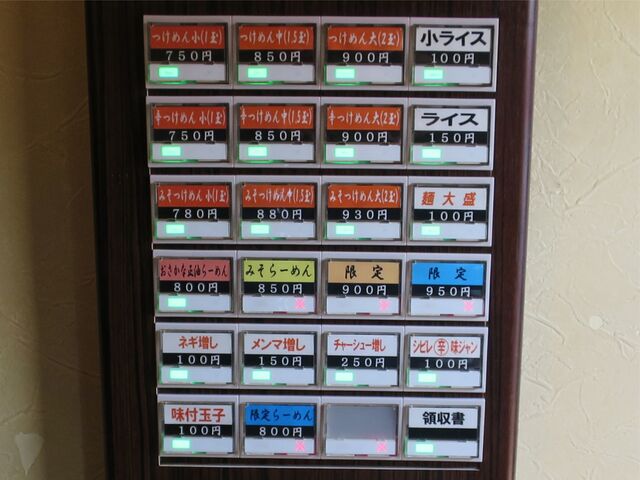 つけめん小(1玉)
750円
つけめん中(1.5玉)
850円
つけめん大(2玉)
900円
小ライス
100円
辛つけめん小(1玉)
750円
辛つけめん中(1.5玉)
850円
辛つけめん大(2玉)
900円
ライス
150円
みそつけめん小(1玉)
780円
みそつけめん中(1.5玉)
880円
みそつけめん大(2玉)
930円
麺大盛
100円
おさかな正油らーめん
800円
みそらーめん
850円
限定
900円
限定
950円
ネギ増し
100円
メンマ増し
150円
チャーシュー増し
250円
シビレ辛味ジャン
100円
味付玉子
100円
限定らーめん
800円
領収書